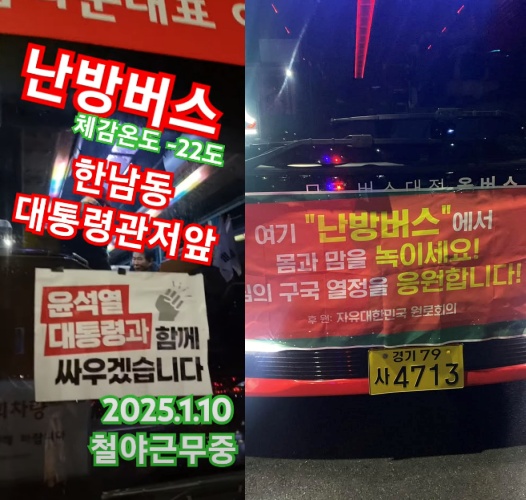 난방버스
체감온도 -22도
한남동
대통령관저앞
윤석열
대통령과 함께
싸우겠습니다
2025.1.10
철야근무중
여기 "난방버스"에서
몸과 맘을 녹이세요!
의 구국 열정을 응원합니다!
후 원: 자유대한민국 원로회의
경기79
사4713